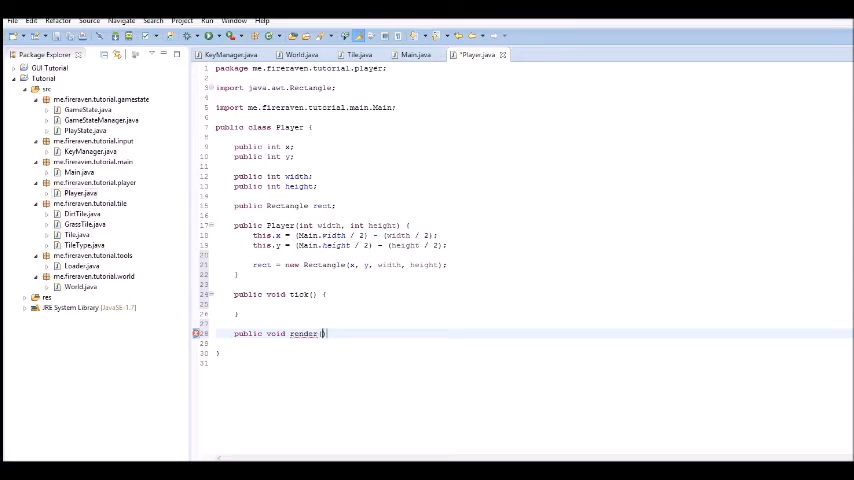 File Edit Refactor Source Navigate Search Project Run Window Help
Package Explorer
KeyManager.java World.java Tile.java Main.java *Player.java
GUI Tutorial
Tutorial
src
me.fireraven.tutorial.gamestate
GameState.java
GameStateManager.java
PlayState.java
me.fireraven.tutorial.input
KeyManager.java
me.fireraven.tutorial.main
Main.java
me.fireraven.tutorial.player
Player.java
me.fireraven.tutorial.tile
DirtTile.java
GrassTile.java
Tile.java
TileType.java
me.fireraven.tutorial.tools
Loader.java
me.fireraven.tutorial.world
World.java
res
JRE System Library [JavaSE-1.7]
1 package me.fireraven.tutorial.player;
2
3 import java.awt.Rectangle;
5 import me.fireraven.tutorial.main.Main;
6
7 public class Player {
8
9 public int x;
10 public int y;
11
12 public int width;
13 public int height;
14
15 public Rectangle rect;
16
17 public Player(int width, int height) {
18 this.x = (Main.width / 2) - (width / 2);
19 this.y = (Main.height / 2) - (height / 2);
20
21 rect = new Rectangle(x, y, width, height);
22 }
23
24 public void tick() {
25
26 }
27
28 public void render()
29
30 }
31